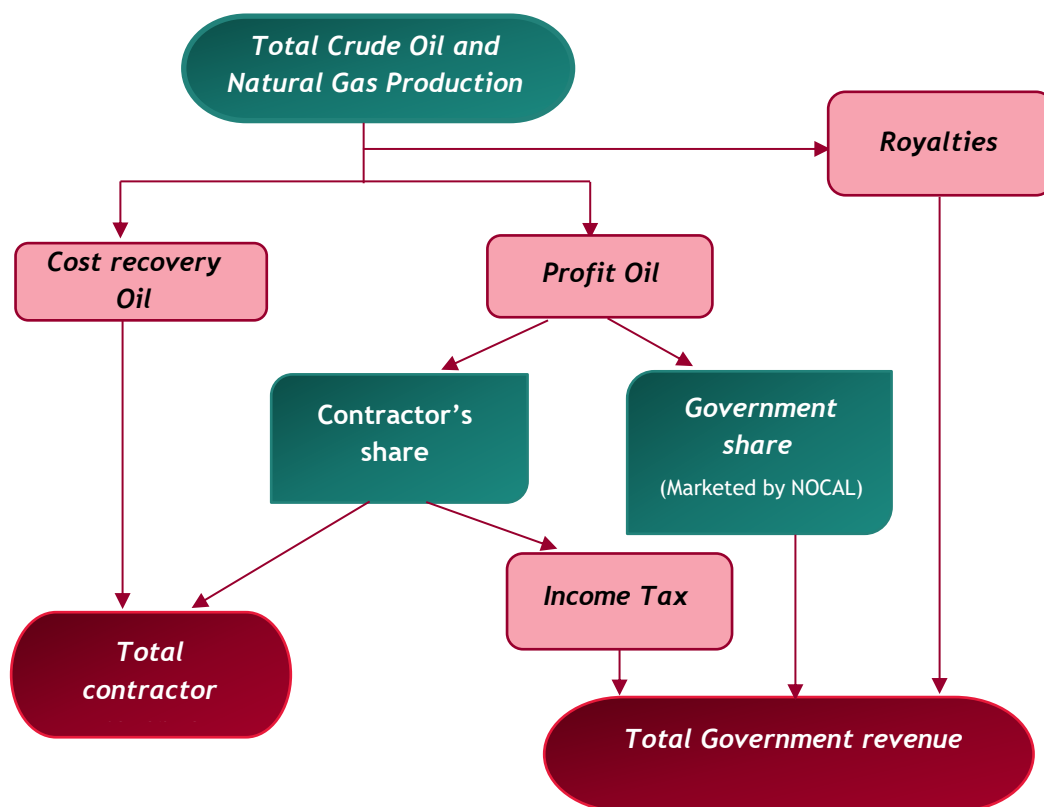 Total Crude Oil and
Natural Gas Production
Royalties
Cost recovery
Oil
Profit Oil
Contractor's
share
Government
share
(Marketed by NOCAL)
Income Tax
Total
contractor
Total Government revenue